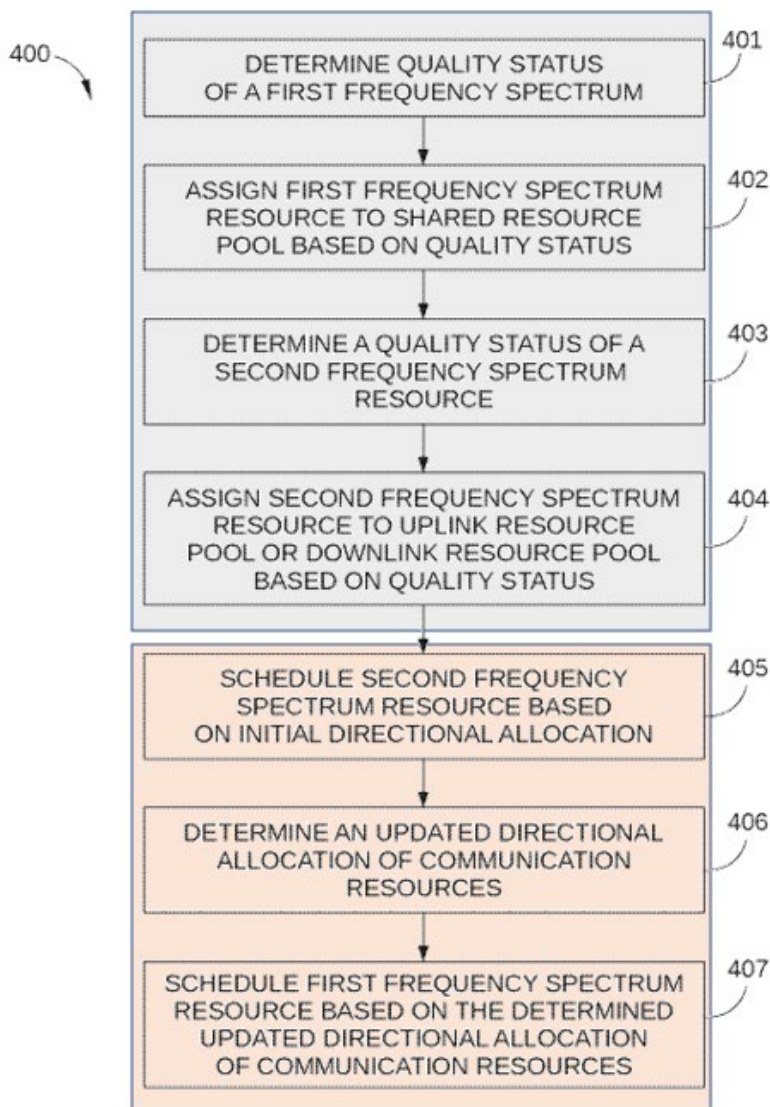 400
401
DETERMINE QUALITY STATUS
OF A FIRST FREQUENCY SPECTRUM
402
ASSIGN FIRST FREQUENCY SPECTRUM
RESOURCE TO SHARED RESOURCE
POOL BASED ON QUALITY STATUS
403
DETERMINE A QUALITY STATUS OF A
SECOND FREQUENCY SPECTRUM
RESOURCE
404
ASSIGN SECOND FREQUENCY SPECTRUM
RESOURCE TO UPLINK RESOURCE
POOL OR DOWNLINK RESOURCE POOL
BASED ON QUALITY STATUS
405
SCHEDULE SECOND FREQUENCY
SPECTRUM RESOURCE BASED
ON INITIAL DIRECTIONAL ALLOCATION
406
DETERMINE AN UPDATED DIRECTIONAL
ALLOCATION OF COMMUNICATION
RESOURCES
407
SCHEDULE FIRST FREQUENCY SPECTRUM
RESOURCE BASED ON THE DETERMINED
UPDATED DIRECTIONAL ALLOCATION
OF COMMUNICATION RESOURCES